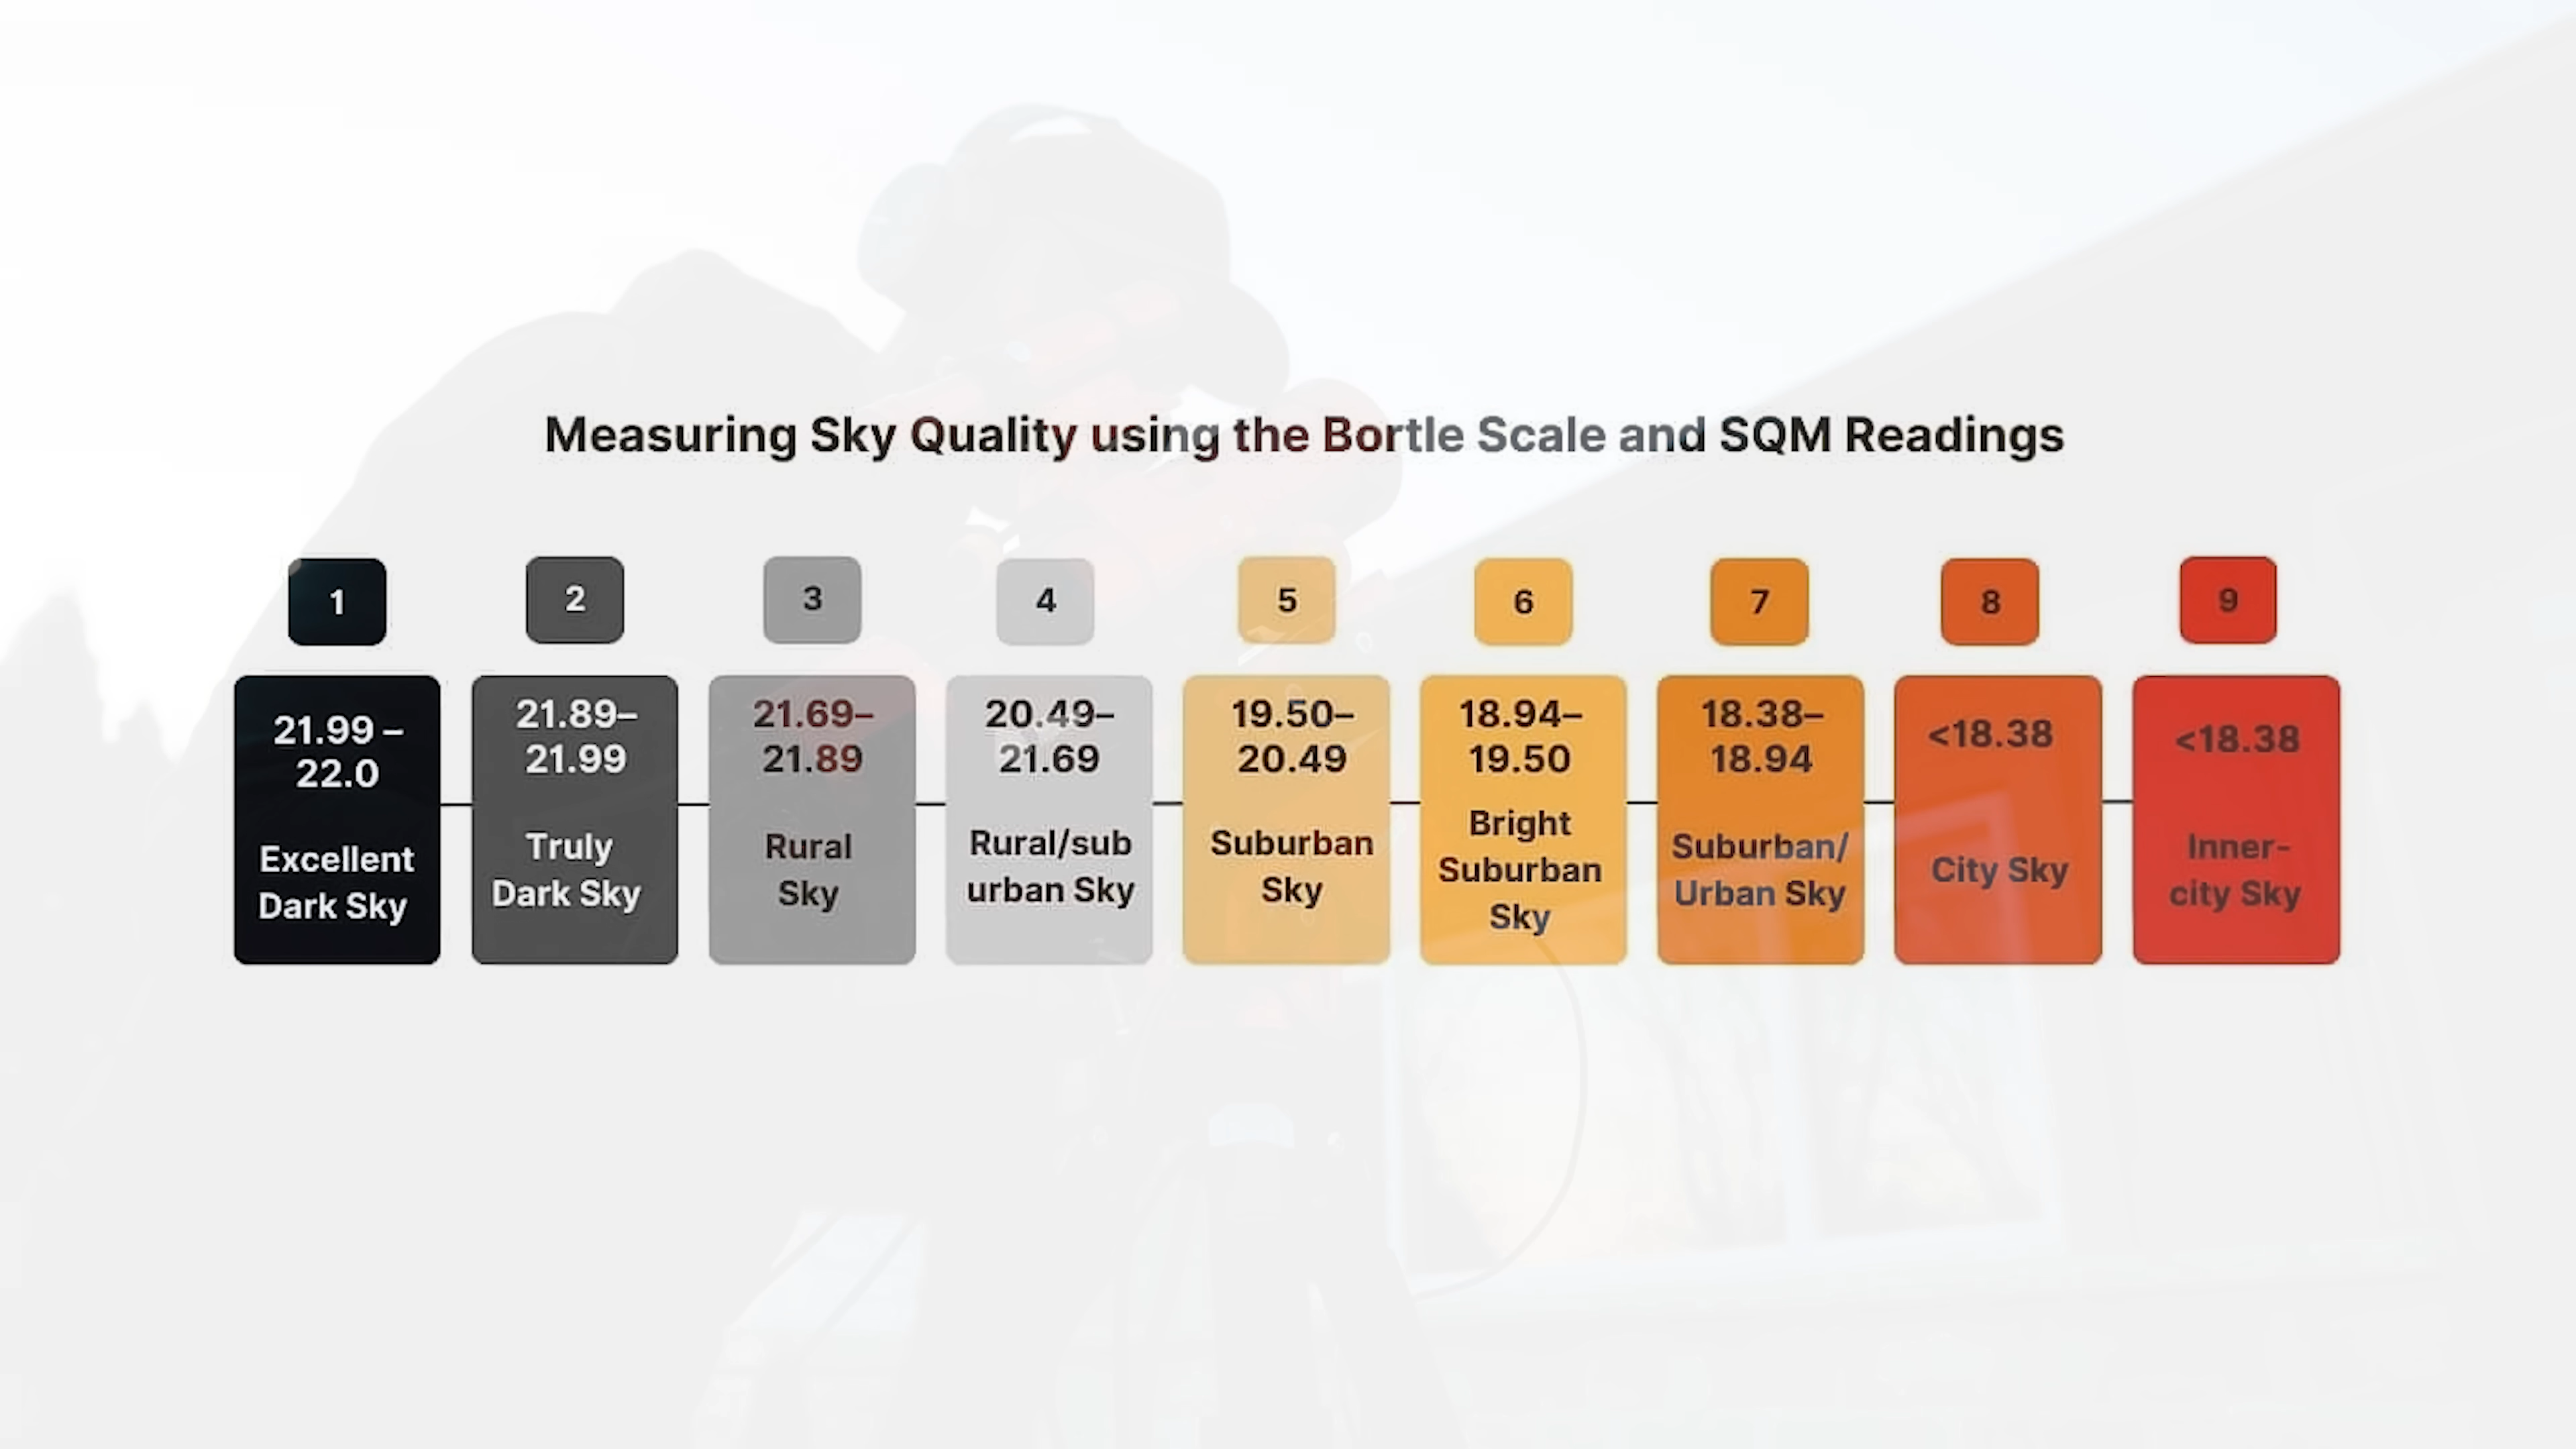 Measuring Sky Quality using the Bortle Scale and SQM Readings
1
21.99 –
22.0
Excellent
Dark Sky
2
21.89–
21.99
Truly
Dark Sky
3
21.69–
21.89
Rural
Sky
4
20.49–
21.69
Rural/sub
urban Sky
5
19.50–
20.49
Suburban
Sky
6
18.94–
19.50
Bright
Suburban
Sky
7
18.38–
18.94
Suburban/
Urban Sky
8
<18.38
City Sky
9
<18.38
Inner-
city Sky